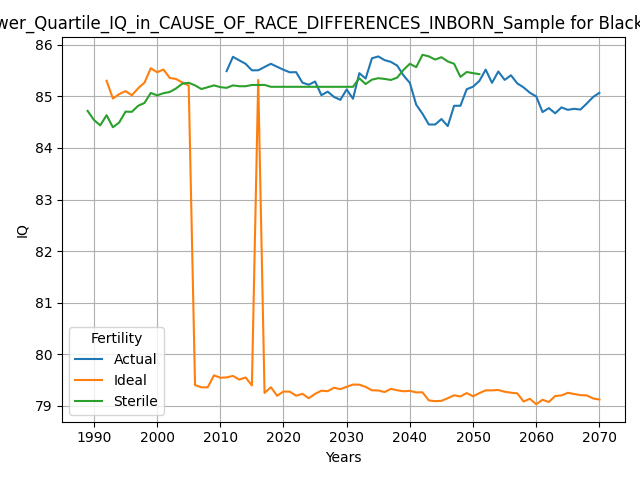 wer_Quartile_IQ_in_CAUSE_OF_RACE_DIFFERENCES_INBORN_Sample for Black
86
85
84
83
82
81
80
79
IQ
Fertility
Actual
Ideal
Sterile
1990 2000 2010 2020 2030 2040 2050 2060 2070
Years